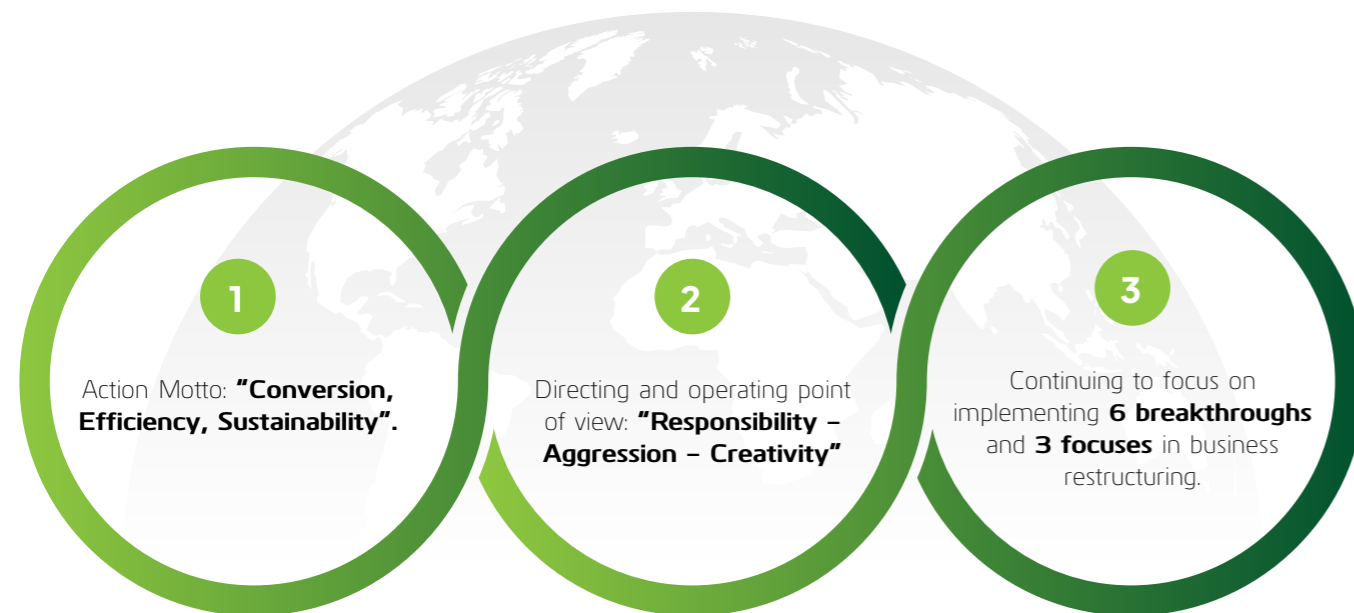 1
Action Motto: "Conversion,
Efficiency, Sustainability".
2
Directing and operating point
of view: "Responsibility –
Aggression – Creativity"
3
Continuing to focus on
implementing 6 breakthroughs
and 3 focuses in business
restructuring.